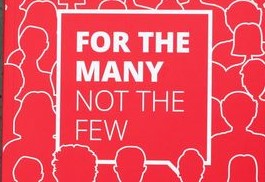 FOR THE
MANY
NOT THE
FEW